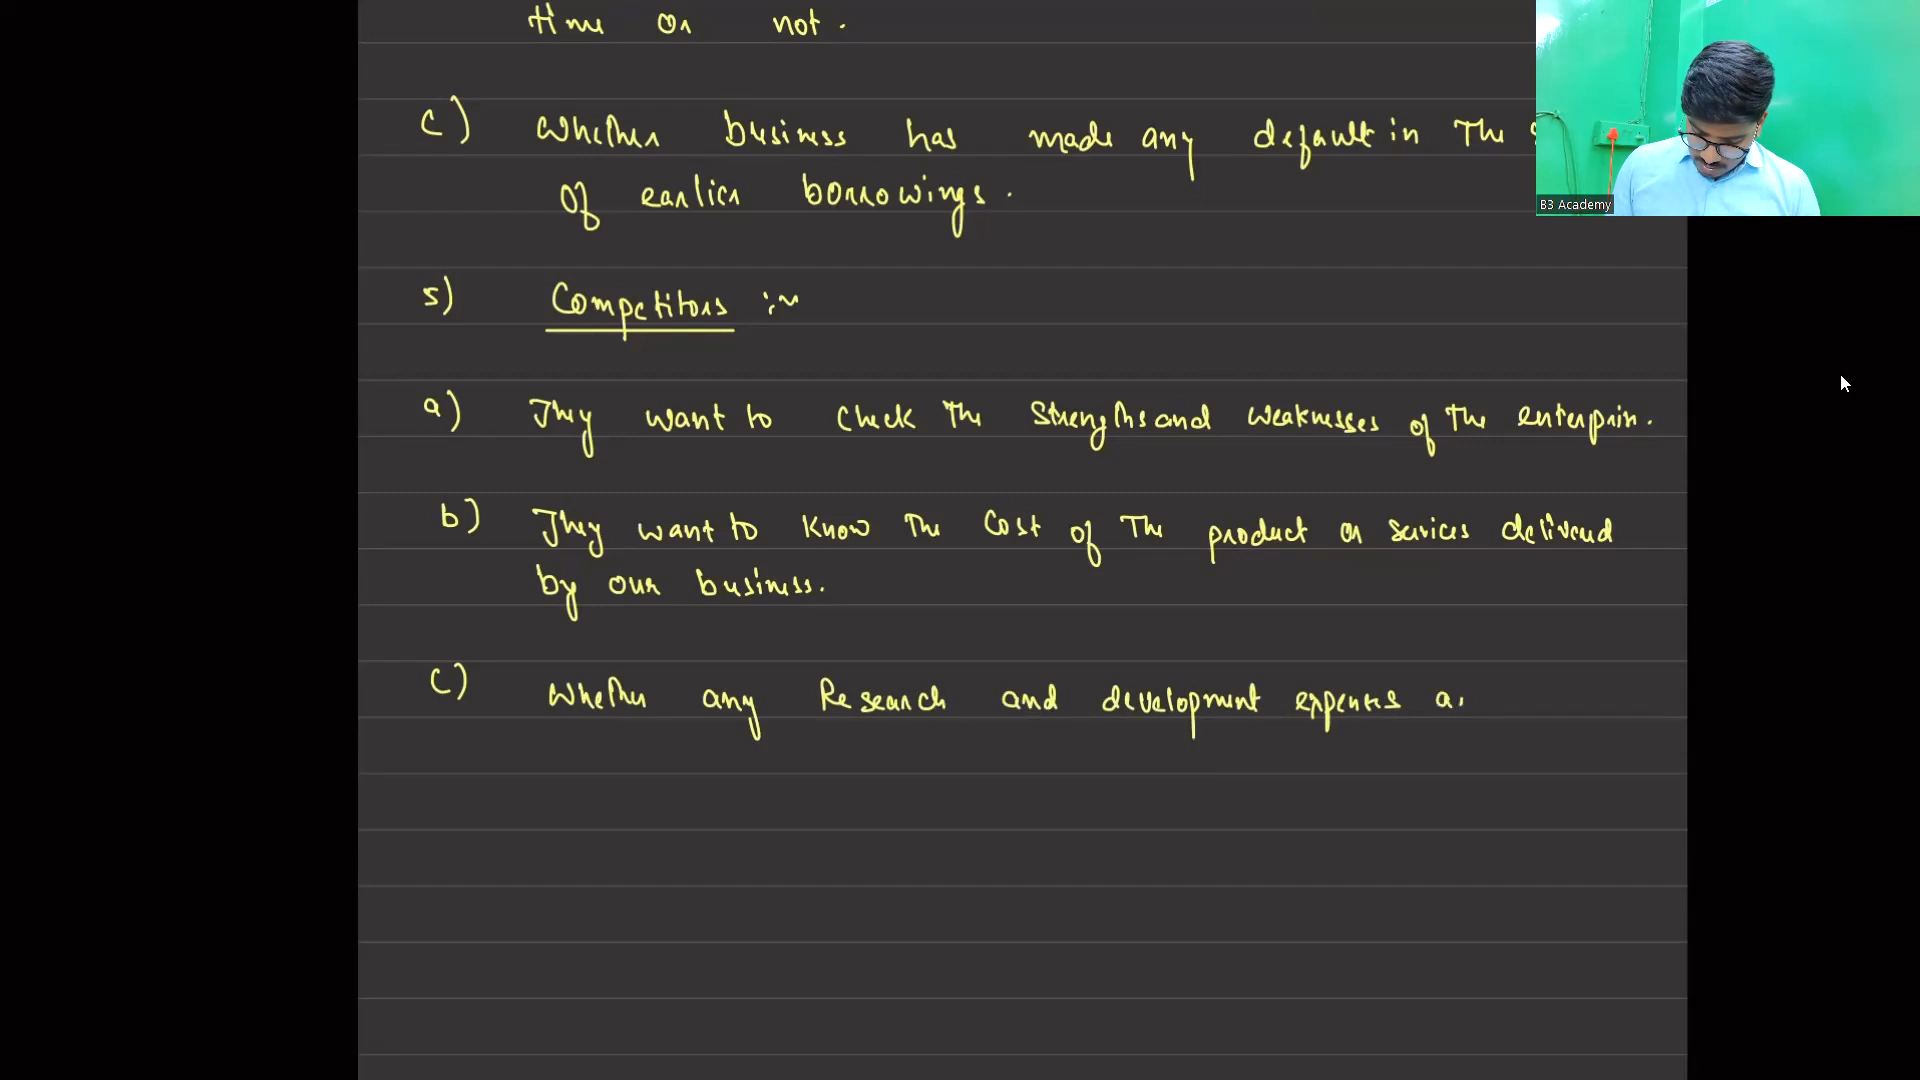 time or not.
c) Whether business has made any default in the
of earlier borrowings.
5) Competitors :~
a) They want to check the strengths and weaknesses of the enterprise.
b) They want to know the cost of the product or services delivered
by our business.
c) Whether any Research and development expenses a
B3 Academy